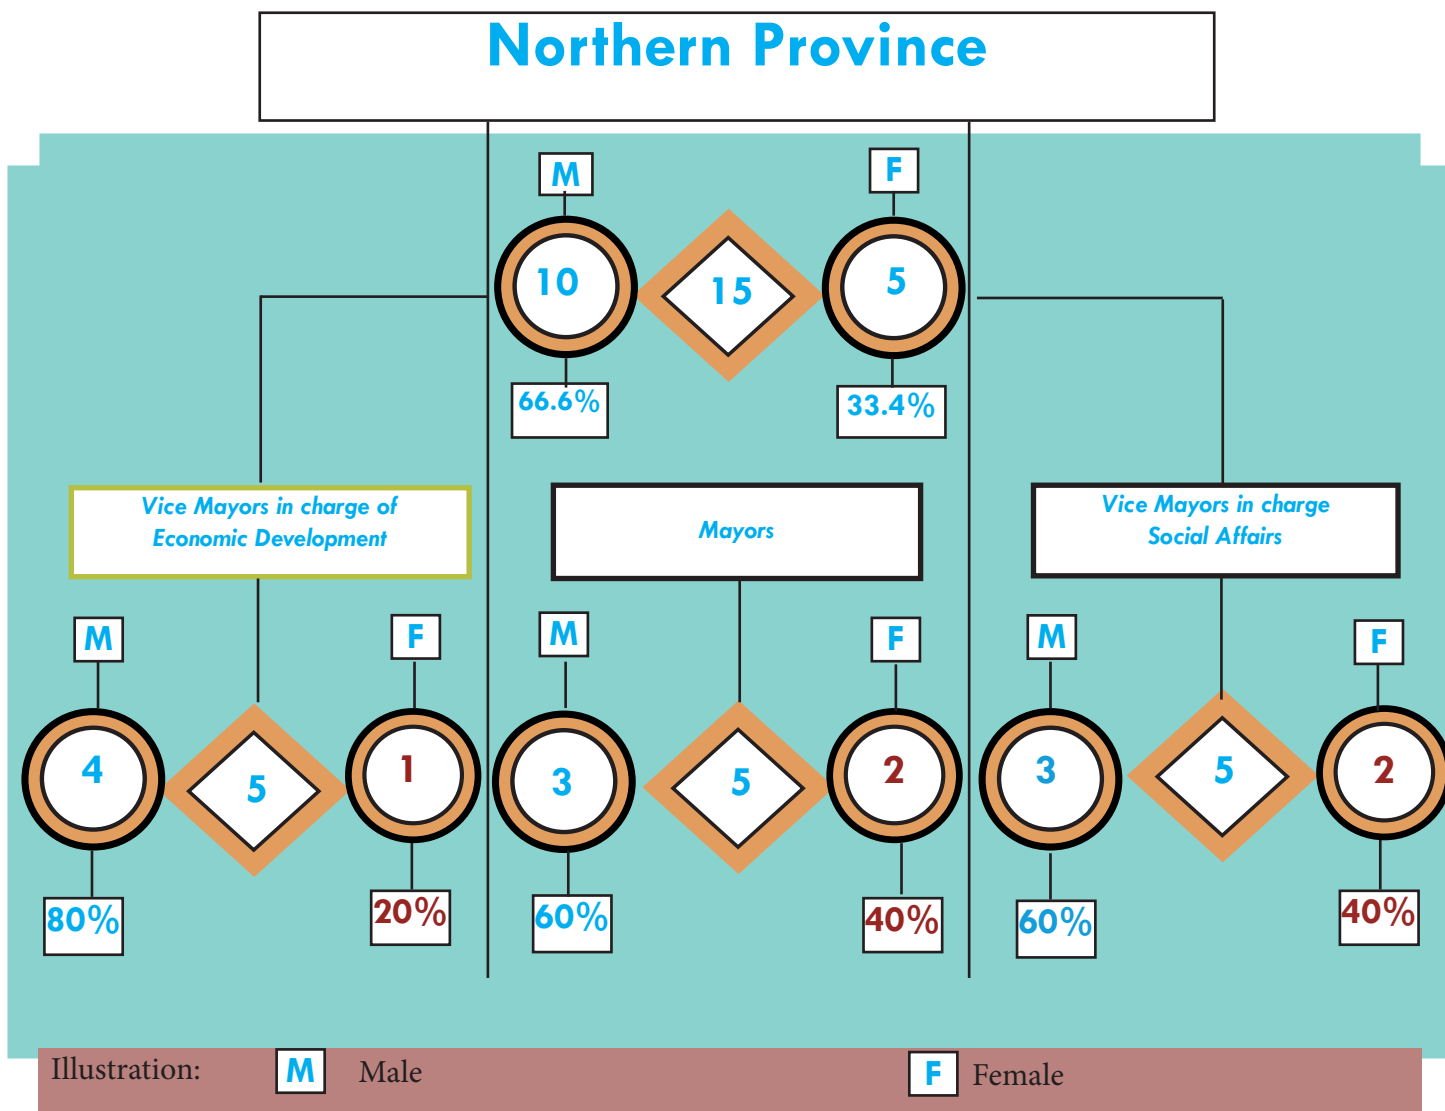 Northern Province
M
F
10
15
5
66.6%
33.4%
Vice Mayors in charge of
Economic Development
Mayors
Vice Mayors in charge
Social Affairs
M
F
M
F
M
F
4
5
1
3
5
2
3
5
2
80%
20%
60%
40%
60%
40%
Illustration:
M
Male
F
Female